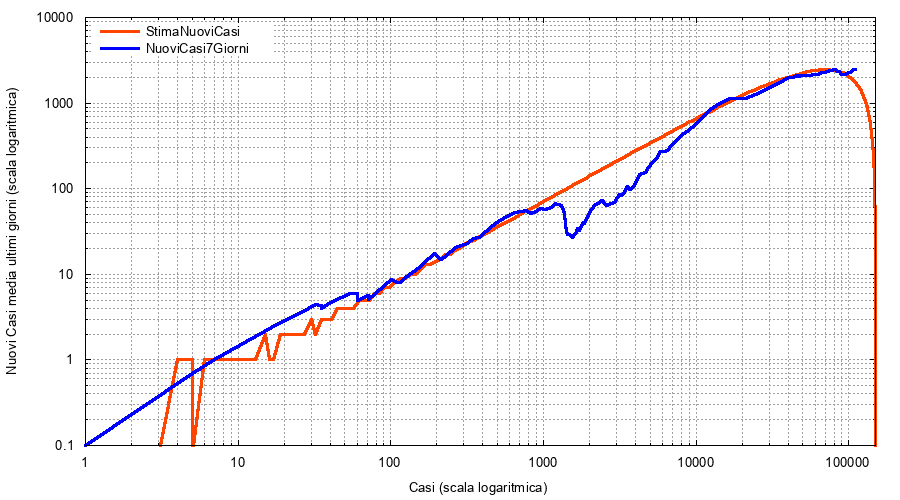 10000
1000
100
10
1
0.1
StimaNuoviCasi
NuoviCasi7Giorni
Nuovi Casi media ultimi giorni (scala logaritmica)
1 10 100 1000 10000 100000
Casi (scala logaritmica)